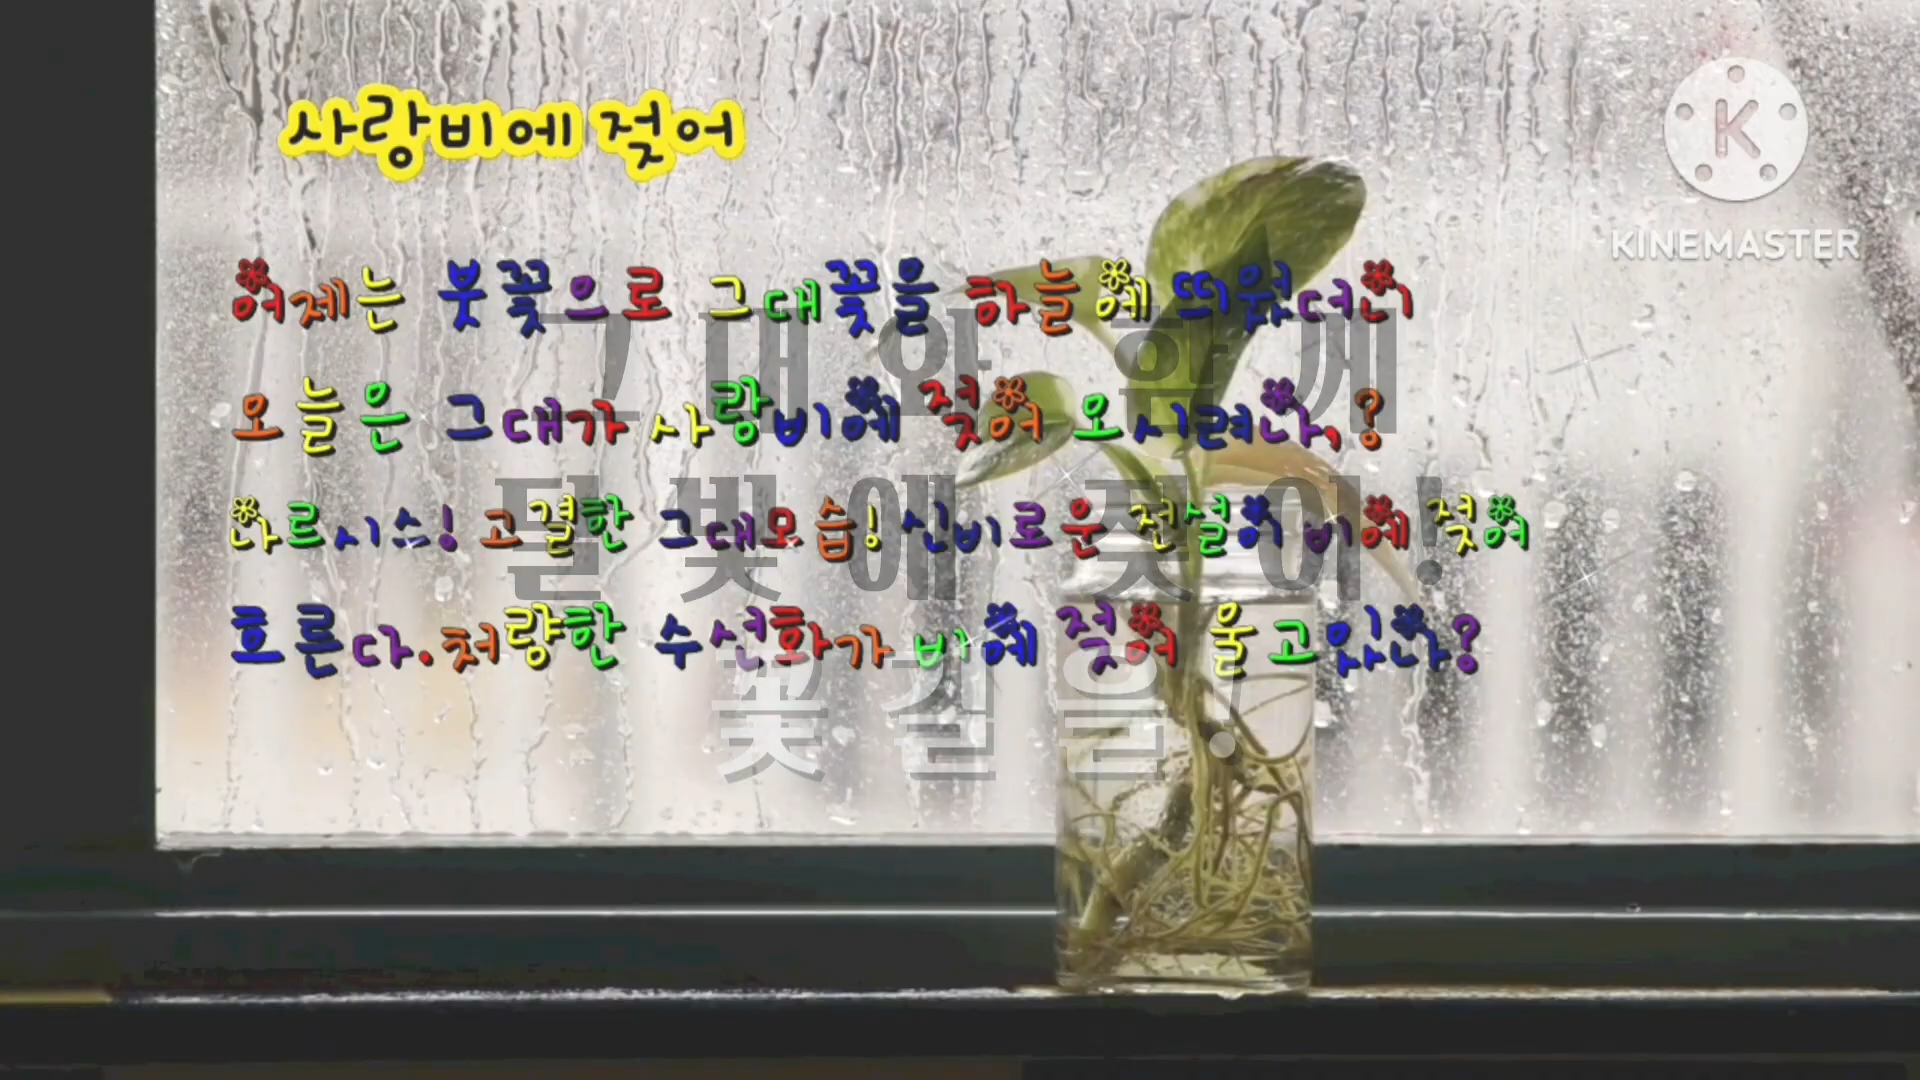 사랑비에 젖어
KINEMASTER
어제는 붓꽃으로 그대꽃을 하늘에 띄웠더니
오늘은 그대가 사랑비에 젖어 오시려나,?
나르시스! 고결한 그대모습! 신비로운 전설이 비에 젖어
흐른다. 처량한 수선화가 비에 젖어 울고있나?
그대와 함께
달빛에 젖어!
꽃길을!